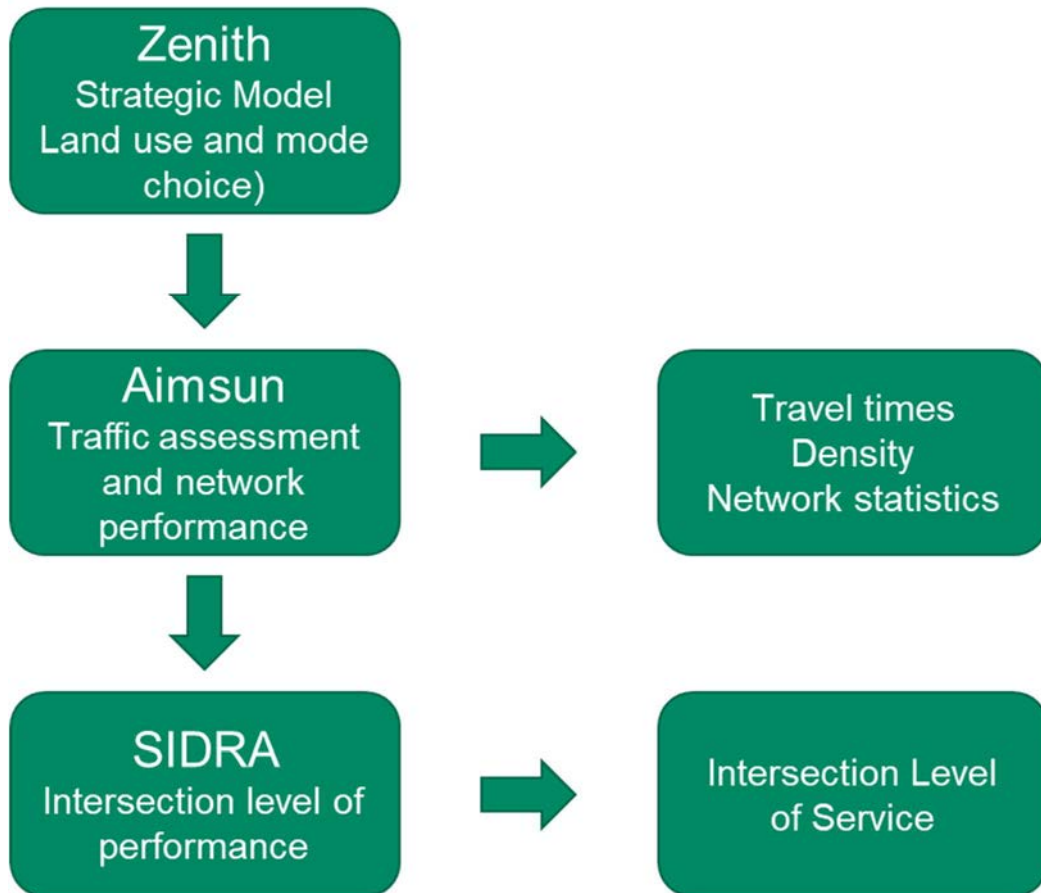 Zenith
Strategic Model
Land use and mode
choice)
Aimsun
Traffic assessment
and network
performance
Travel times
Density
Network statistics
SIDRA
Intersection level of
performance
Intersection Level
of Service